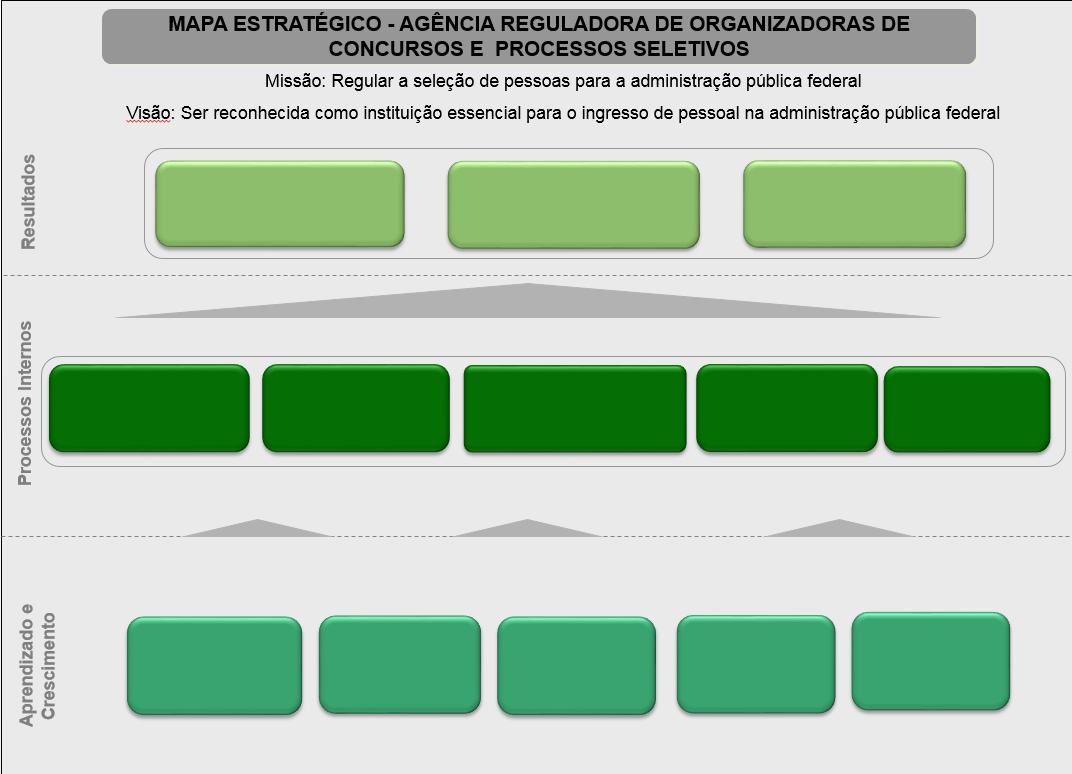 MAPA ESTRATÉGICO - AGÊNCIA REGULADORA DE ORGANIZADORAS DE
CONCURSOS E PROCESSOS SELETIVOS
Missão: Regular a seleção de pessoas para a administração pública federal
Visão: Ser reconhecida como instituição essencial para o ingresso de pessoal na administração pública federal
Resultados
Processos Internos
Aprendizado e
Crescimento